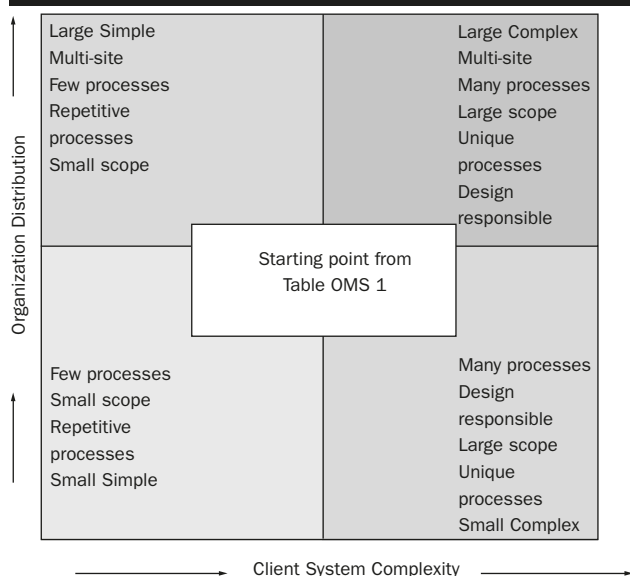 Large Simple
Multi-site
Few processes
Repetitive
processes
Small scope
Large Complex
Multi-site
Many processes
Large scope
Unique
processes
Design
responsible
Organization Distribution
Starting point from
Table OMS 1
Few processes
Small scope
Repetitive
processes
Small Simple
Many processes
Design
responsible
Large scope
Unique
processes
Small Complex
Client System Complexity